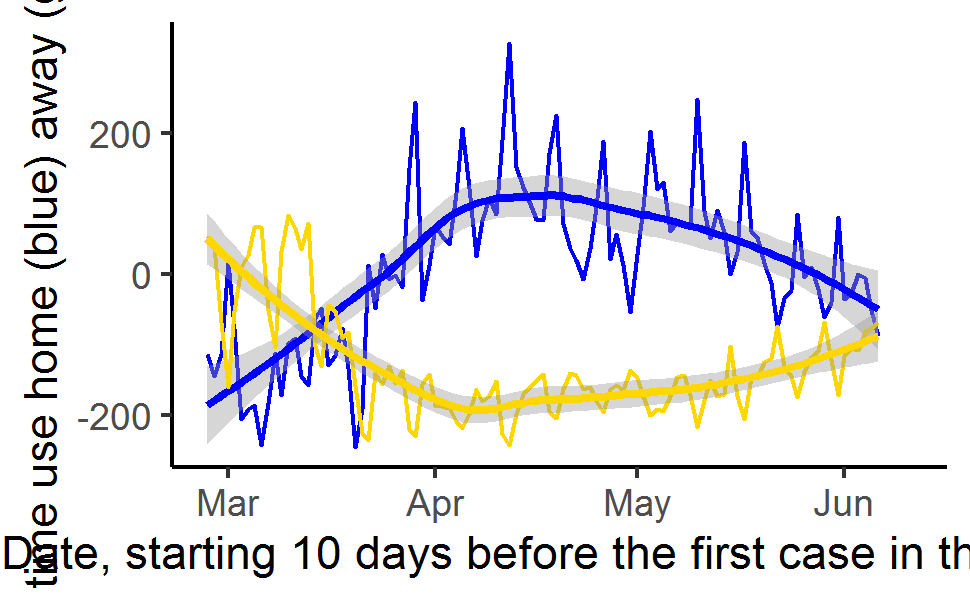 time use home (blue) away (
200
0
-200
Mar Apr May Jun
Date, starting 10 days before the first case in th